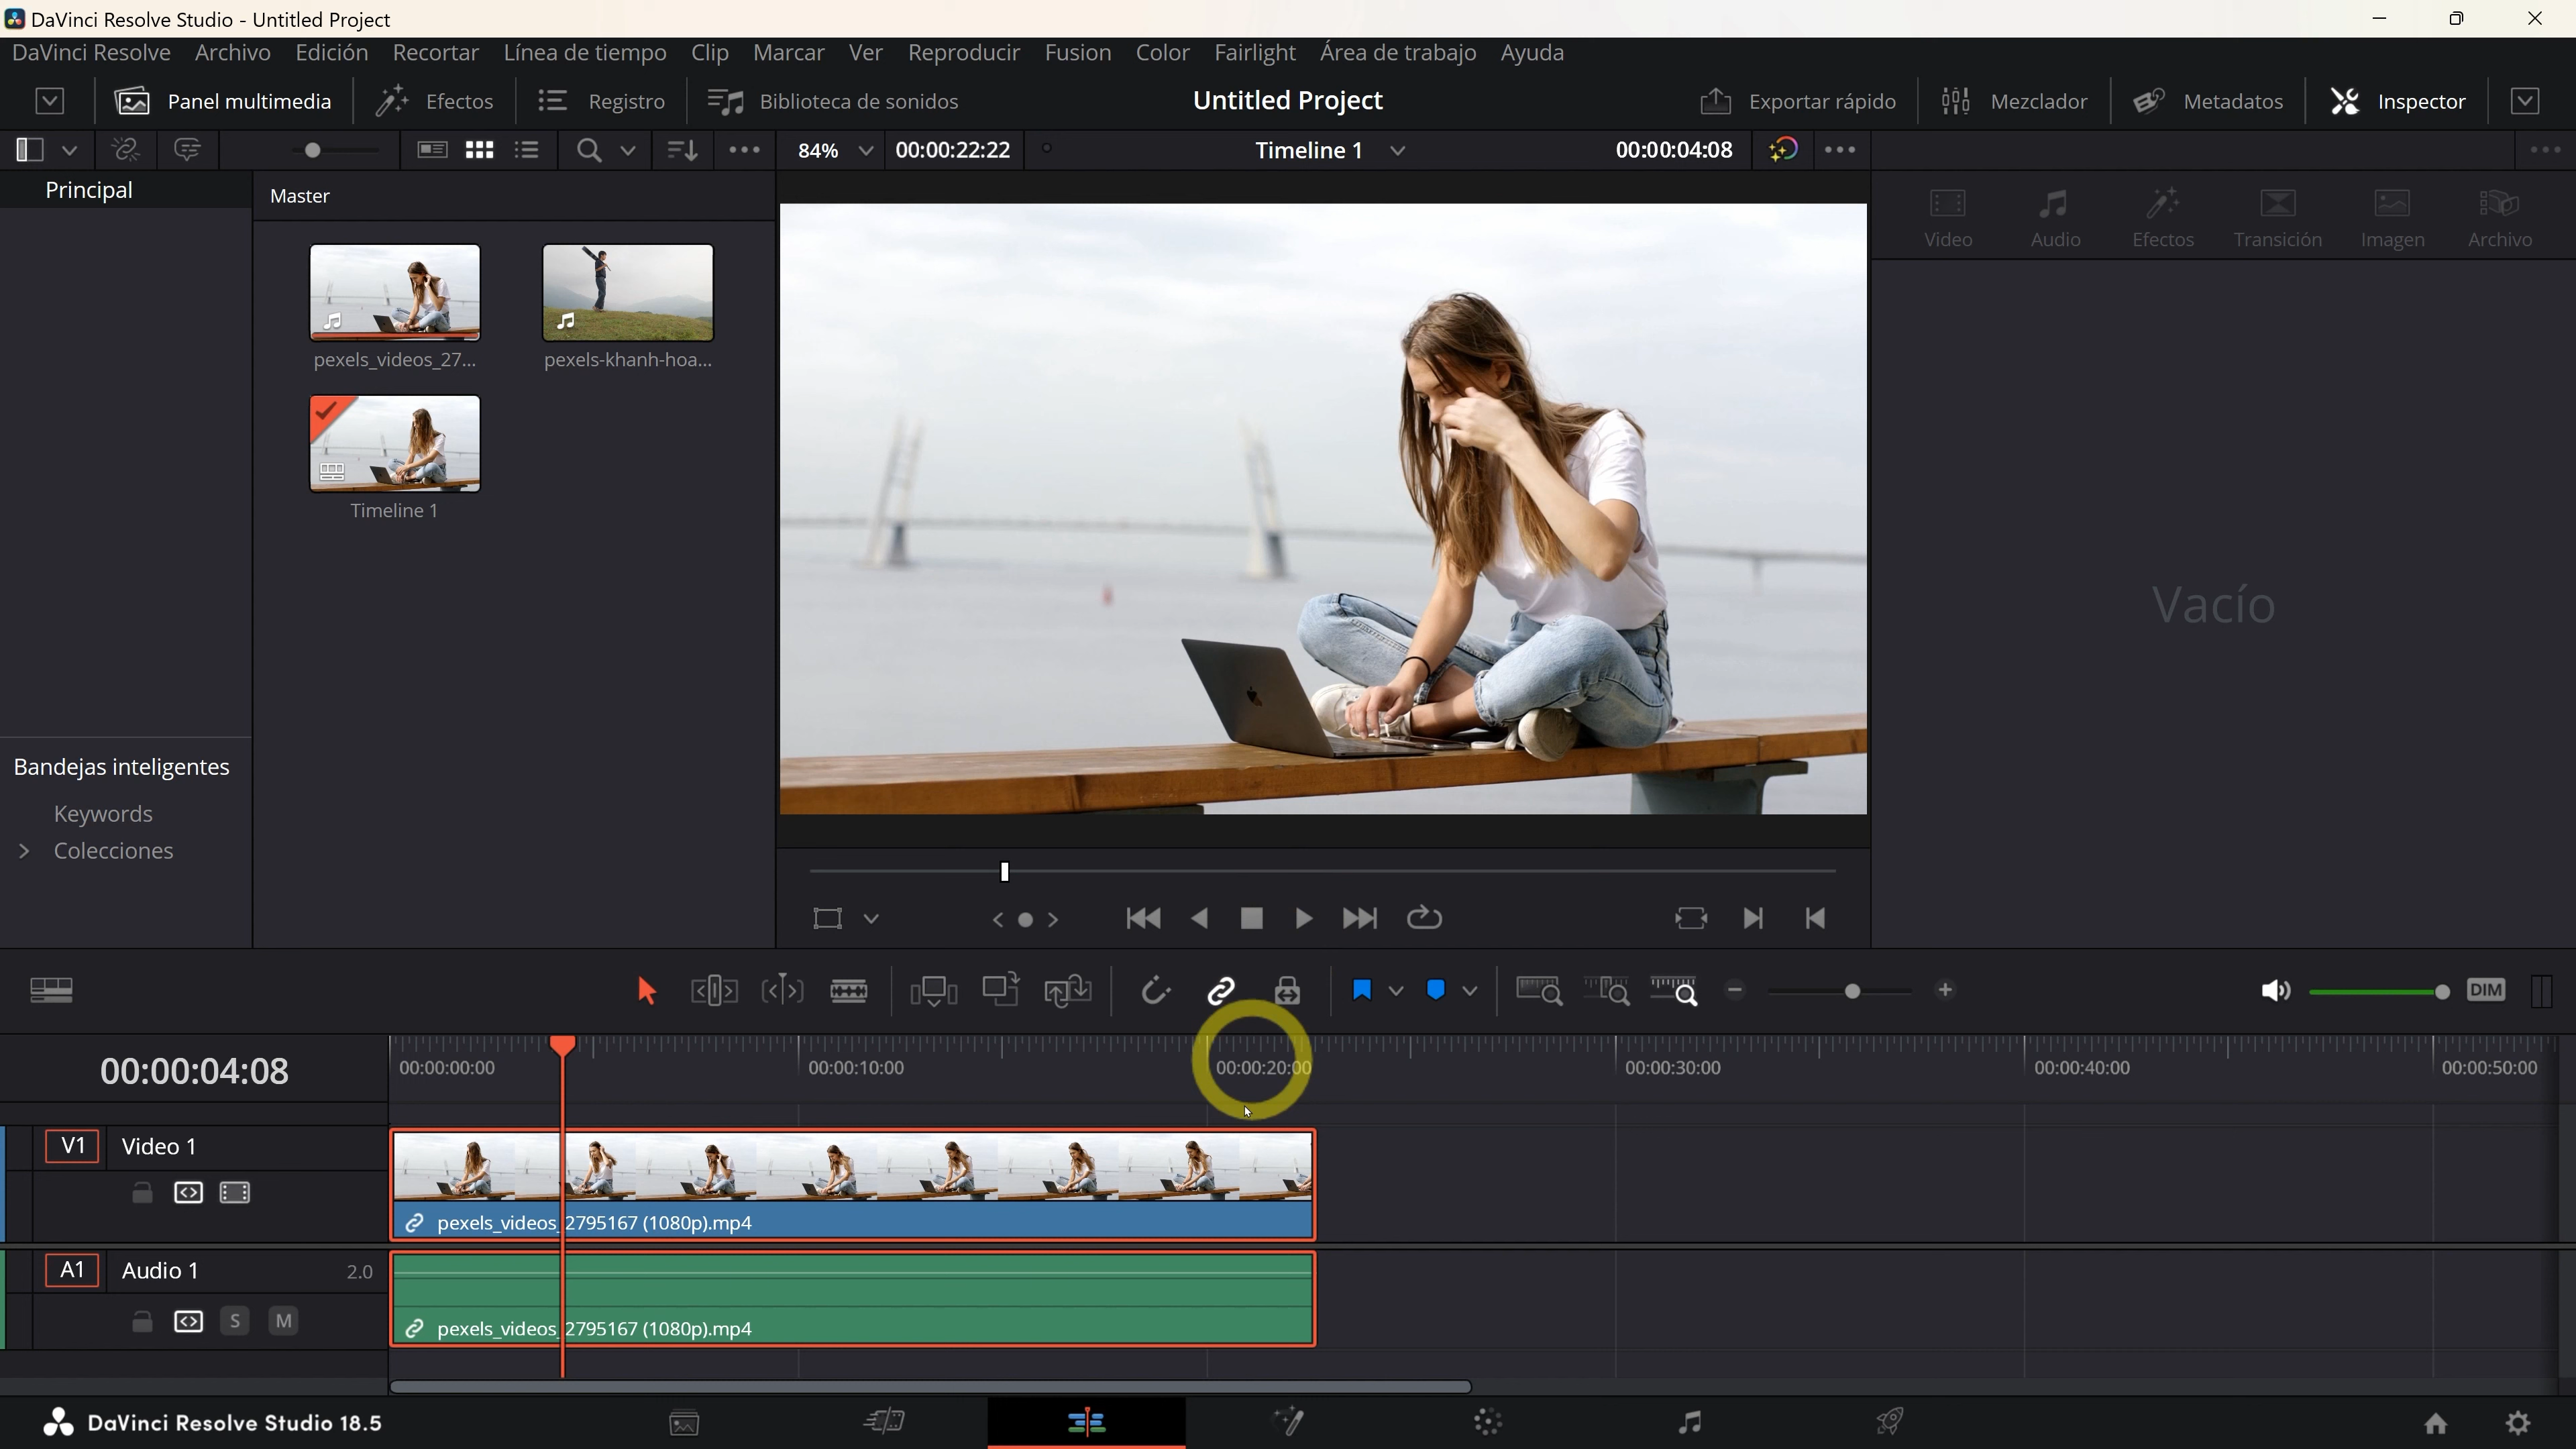 DaVinci Resolve Studio - Untitled Project
DaVinci Resolve Archivo Edición Recortar Línea de tiempo Clip Marcar Ver Reproducir Fusion Color Fairlight Área de trabajo Ayuda
Panel multimedia Efectos Registro Biblioteca de sonidos Untitled Project Exportar rápido Mezclador Metadatos Inspector
84% 00:00:22:22 Timeline 1 00:00:04:08
Principal
Master
Video Audio Efectos Transición Imagen Archivo
pexels_videos_27... pexels-khanh-hoa...
Timeline 1
Vacío
Bandejas inteligentes
Keywords
Colecciones
DIM
00:00:04:08
00:00:00:00 00:00:10:00 00:00:20:00 00:00:30:00 00:00:40:00 00:00:50:00
V1 Video 1
pexels_videos_2795167 (1080p).mp4
A1 Audio 1 2.0
S M
pexels_videos_2795167 (1080p).mp4
DaVinci Resolve Studio 18.5